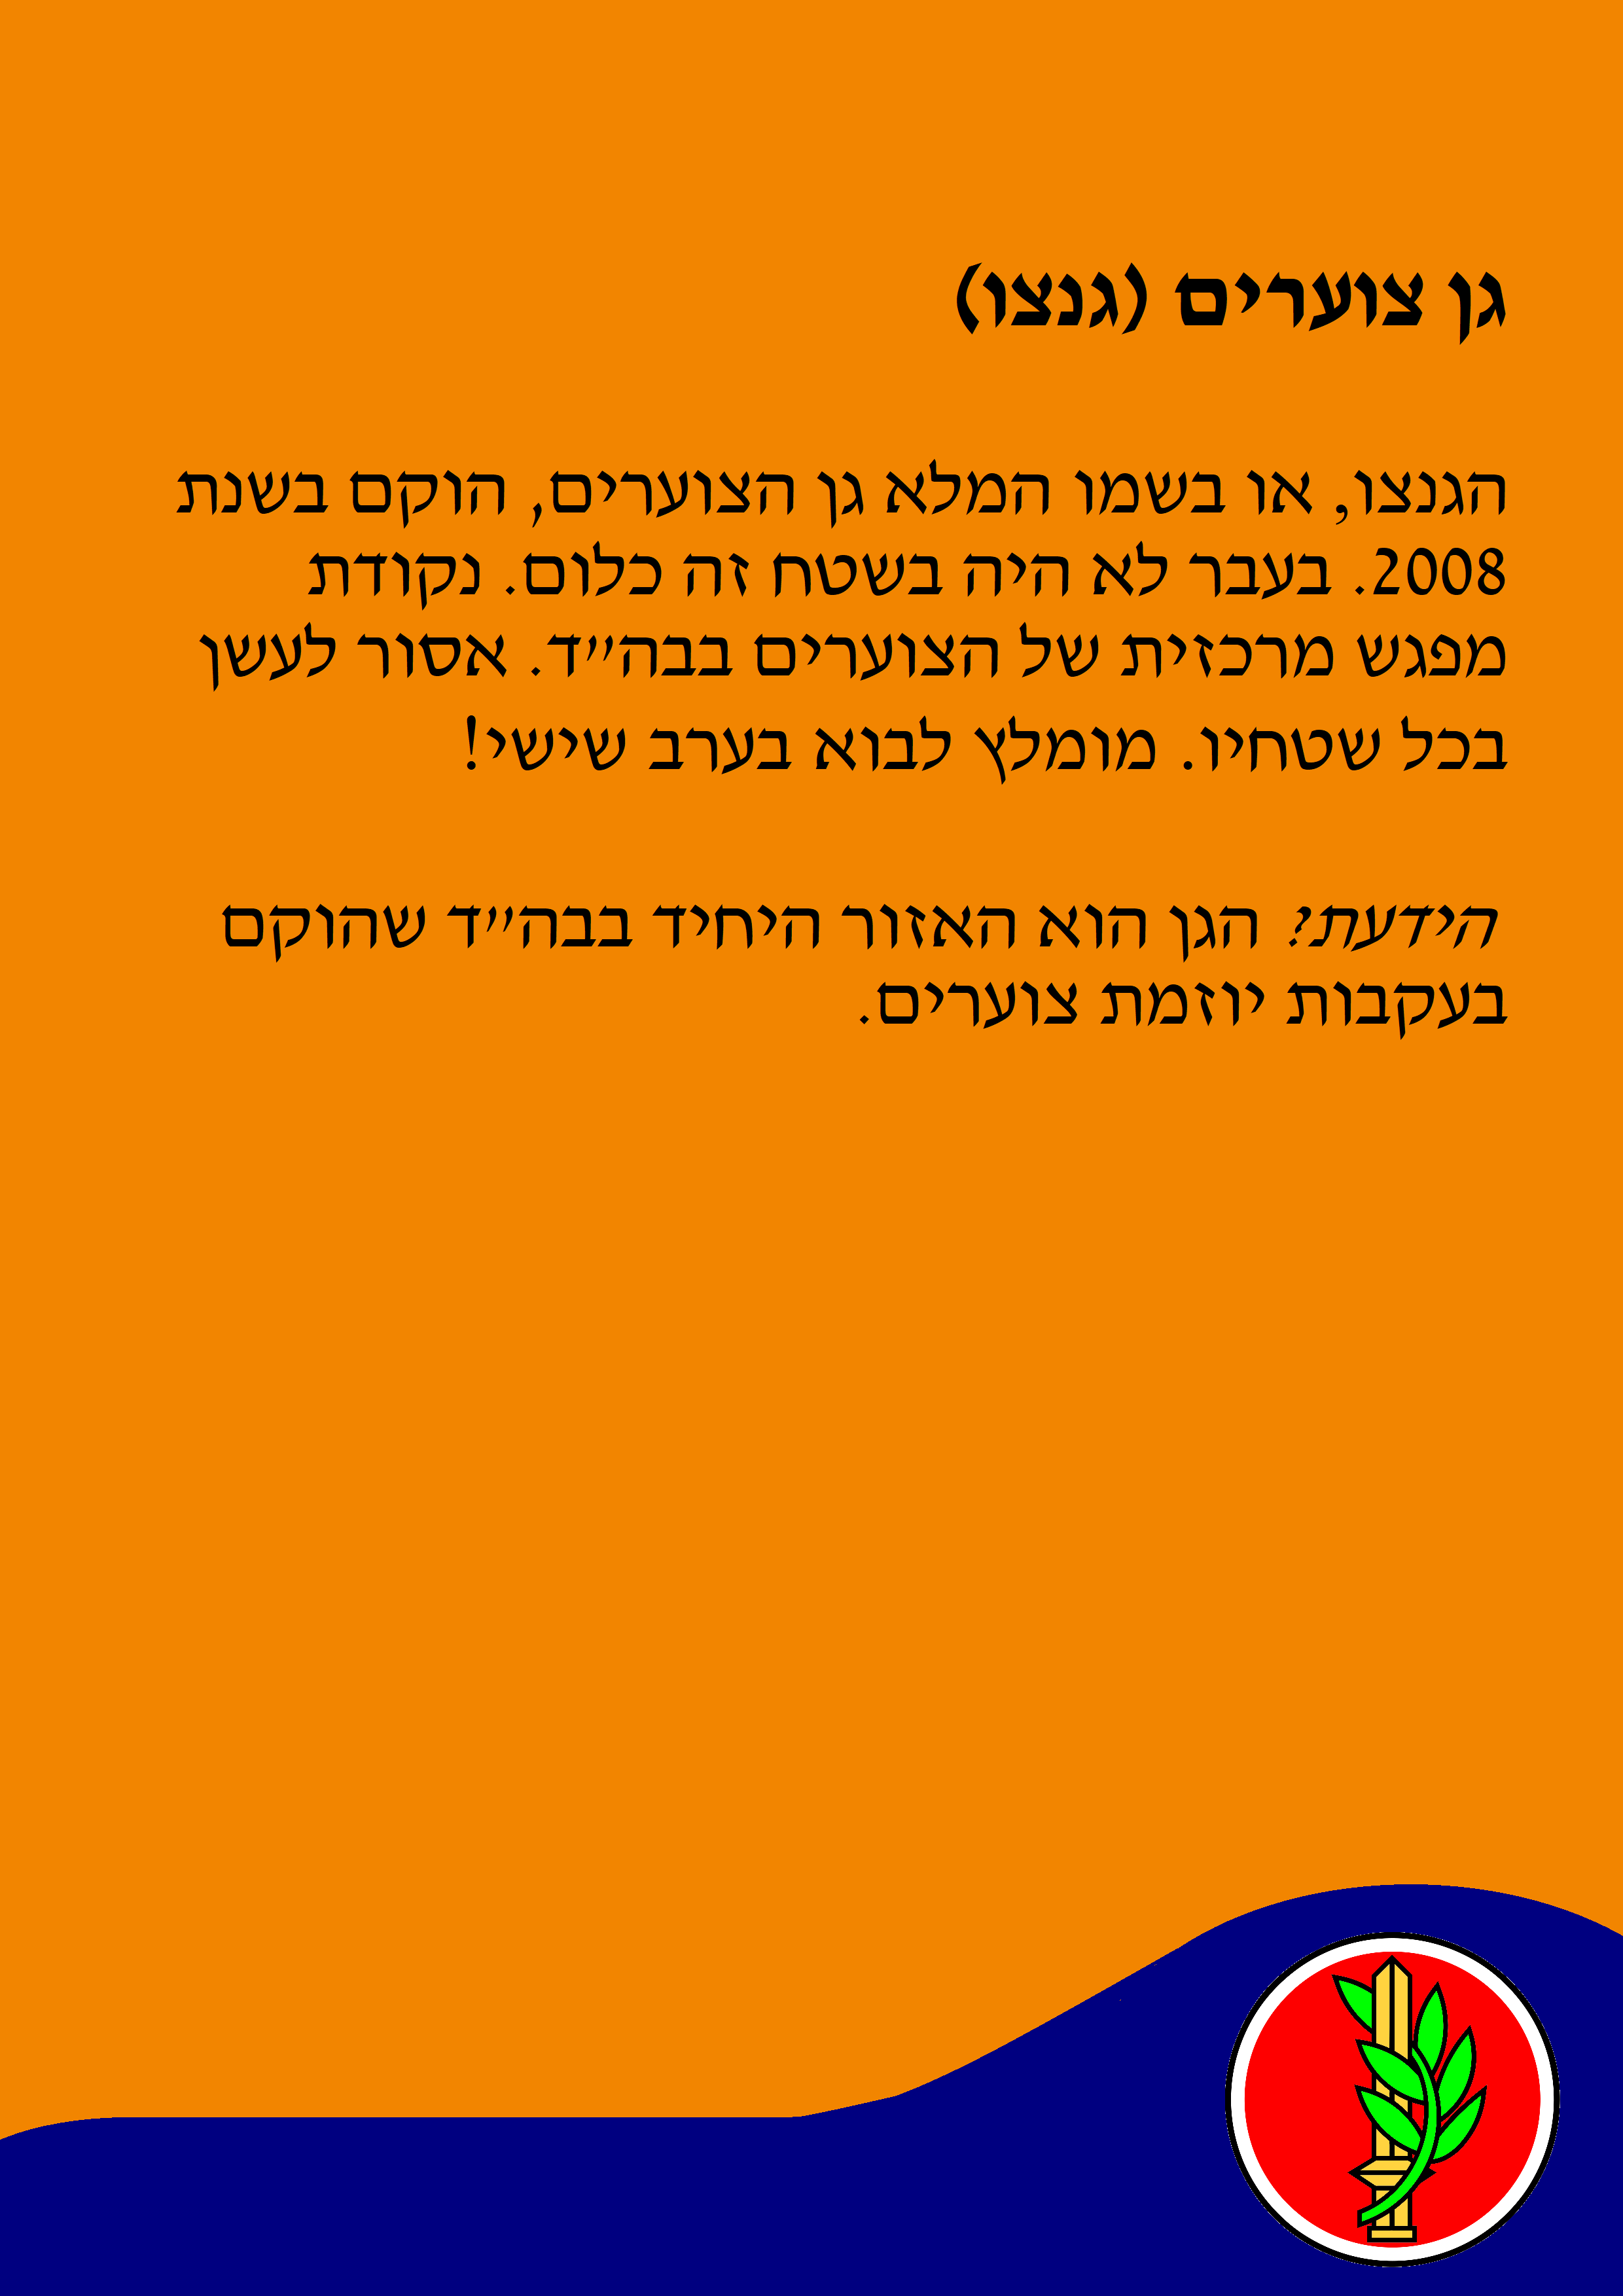 גן צוערים (גנצו)
הגנצו, או בשמו המלא גן הצוערים, הוקם בשנת
2008. בעבר לא היה בשטח זה כלום. נקודת
מפגש מרכזית של הצוערים בבה״ד. אסור לעשן
בכל שטחיו. מומלץ לבוא בערב שישי!
הידעת? הגן הוא האזור היחיד בבה״ד שהוקם
בעקבות יוזמת צוערים.